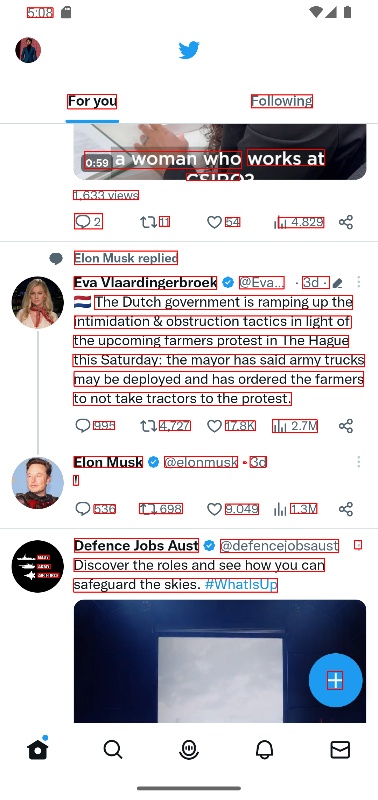 5:08
For you Following
0:59 a woman who works at
CSIRO?
1,633 views
2 11 54 4,829
Elon Musk replied
Eva Vlaardingerbroek @Eva... · 3d ·
The Dutch government is ramping up the
intimidation & obstruction tactics in light of
the upcoming farmers protest in The Hague
this Saturday: the mayor has said army trucks
may be deployed and has ordered the farmers
to not take tractors to the protest.
995 4,727 17.8K 2.7M
Elon Musk @elonmusk · 3d
!
536 698 9,049 1.3M
Defence Jobs Aust @defencejobsaust
Discover the roles and see how you can
safeguard the skies. #WhatIsUp
NAVY
ARMY
AIR FORCE